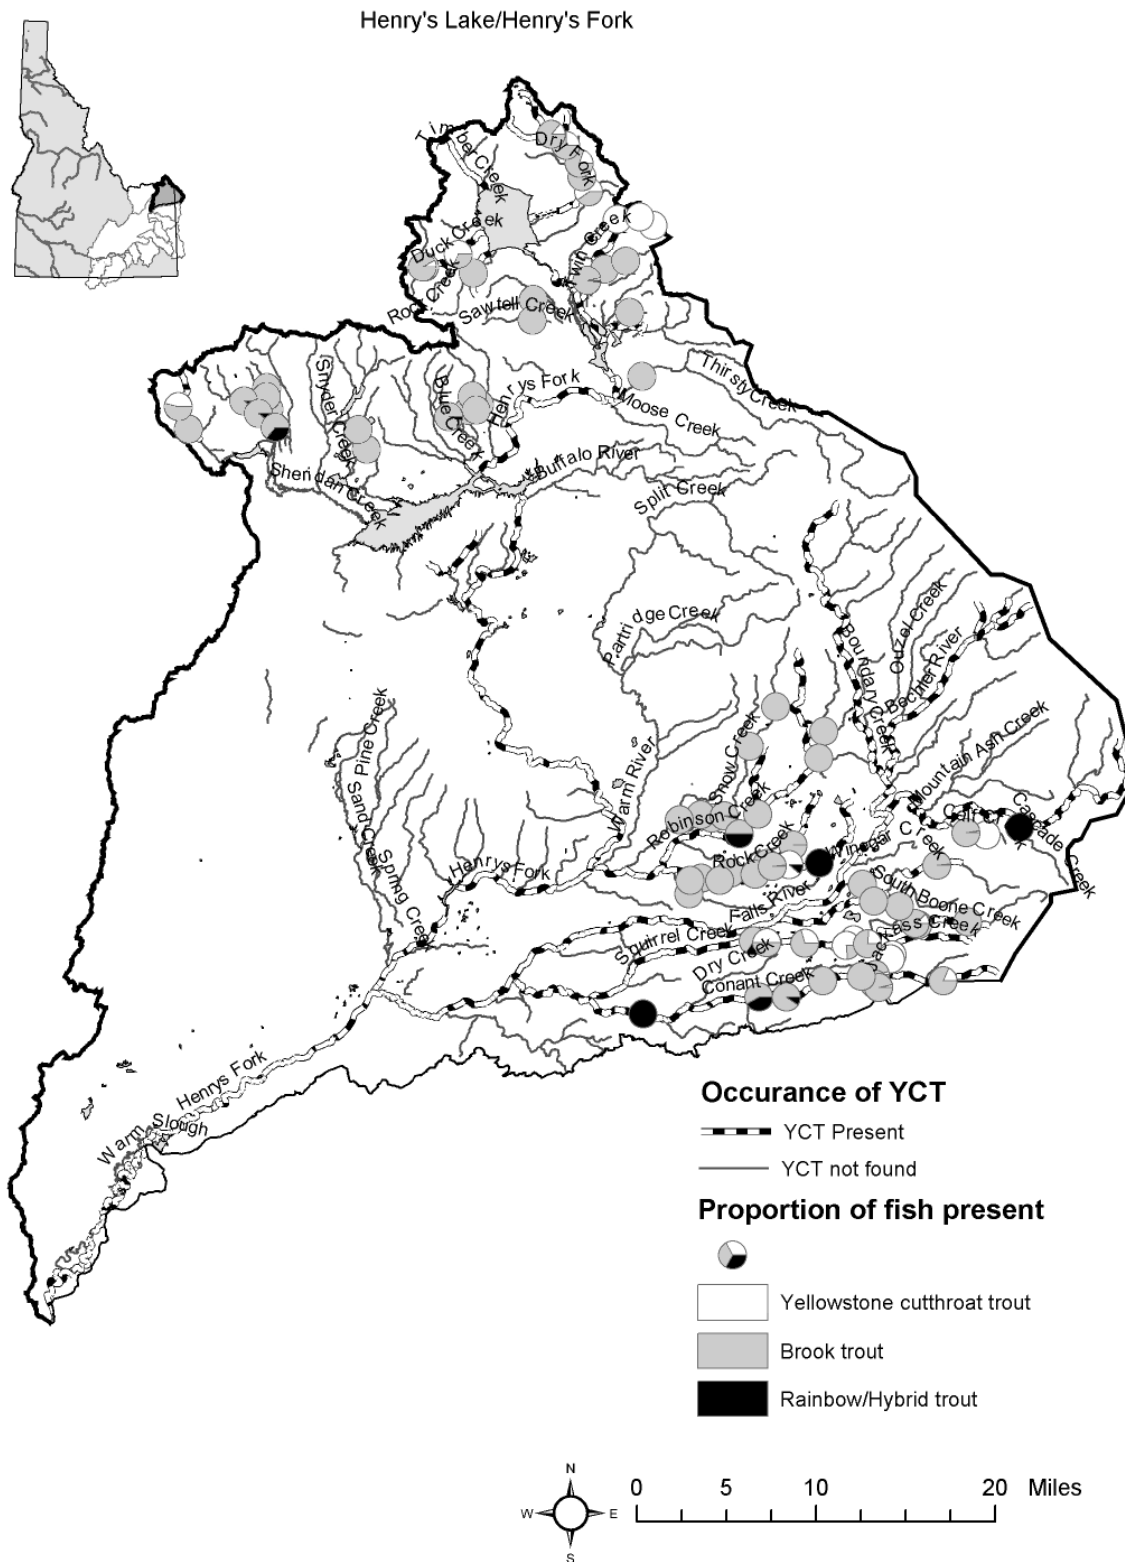 Henry's Lake/Henry's Fork
Timber Creek
Dry Fork
Duck Creek
Twin Creek
Rock Creek
Sawtell Creek
Thirsty Creek
Snyder Creek
Blue Creek
Henrys Fork
Moose Creek
Buffalo River
Sheridan Creek
Split Creek
Partridge Creek
Ouzel Creek
Boundary Creek
Bechler River
Sand Creek
Pine Creek
Snow Creek
Mountain Ash Creek
Warm River
Robinson Creek
Calf C
Cascade Creek
Rock Creek
Winegar Creek
Spring Creek
Henrys Fork
South Boone Creek
Falls River
Squirrel Creek
Jackass Creek
Dry Creek
Conant Creek
Henrys Fork
Warm Slough
Occurance of YCT
YCT Present
YCT not found
Proportion of fish present
Yellowstone cutthroat trout
Brook trout
Rainbow/Hybrid trout
N
W E
S
0 5 10 20 Miles